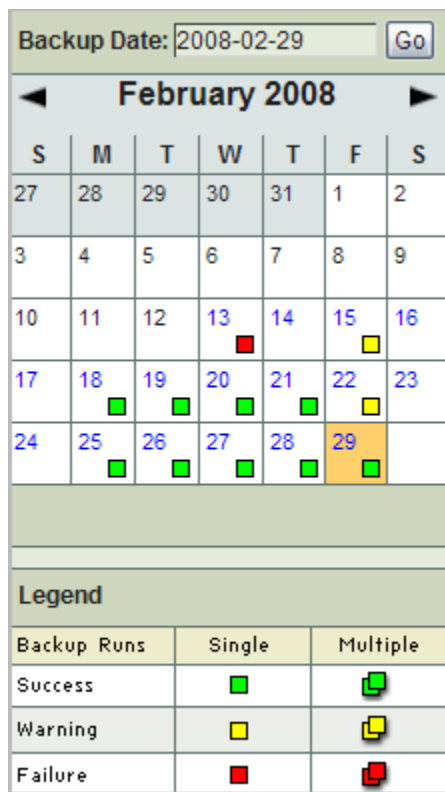 Backup Date: 2008-02-29 Go
February 2008
S M T W T F S
27 28 29 30 31 1 2
3 4 5 6 7 8 9
10 11 12 13 14 15 16
17 18 19 20 21 22 23
24 25 26 27 28 29
Legend
Backup Runs Single Multiple
Success
Warning
Failure